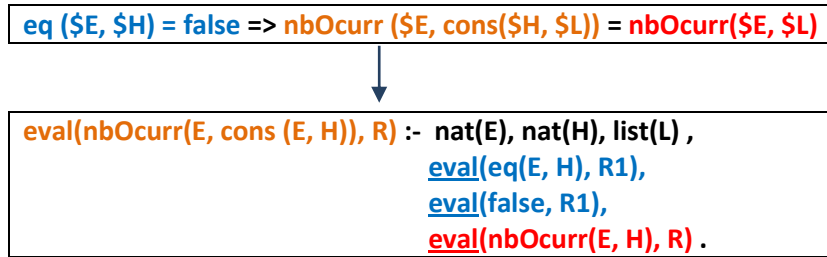 eq ($E, $H) = false => nbOcurr ($E, cons($H, $L)) = nbOcurr($E, $L)
eval(nbOcurr(E, cons (E, H)), R) :- nat(E), nat(H), list(L) ,
eval(eq(E, H), R1),
eval(false, R1),
eval(nbOcurr(E, H), R) .